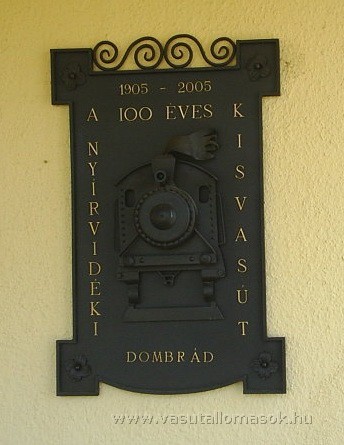 1905 - 2005
A 100 ÉVES
NYÍRVIDÉKI
KISVASÚT
DOMBRÁD
www.vasutallomasok.hu